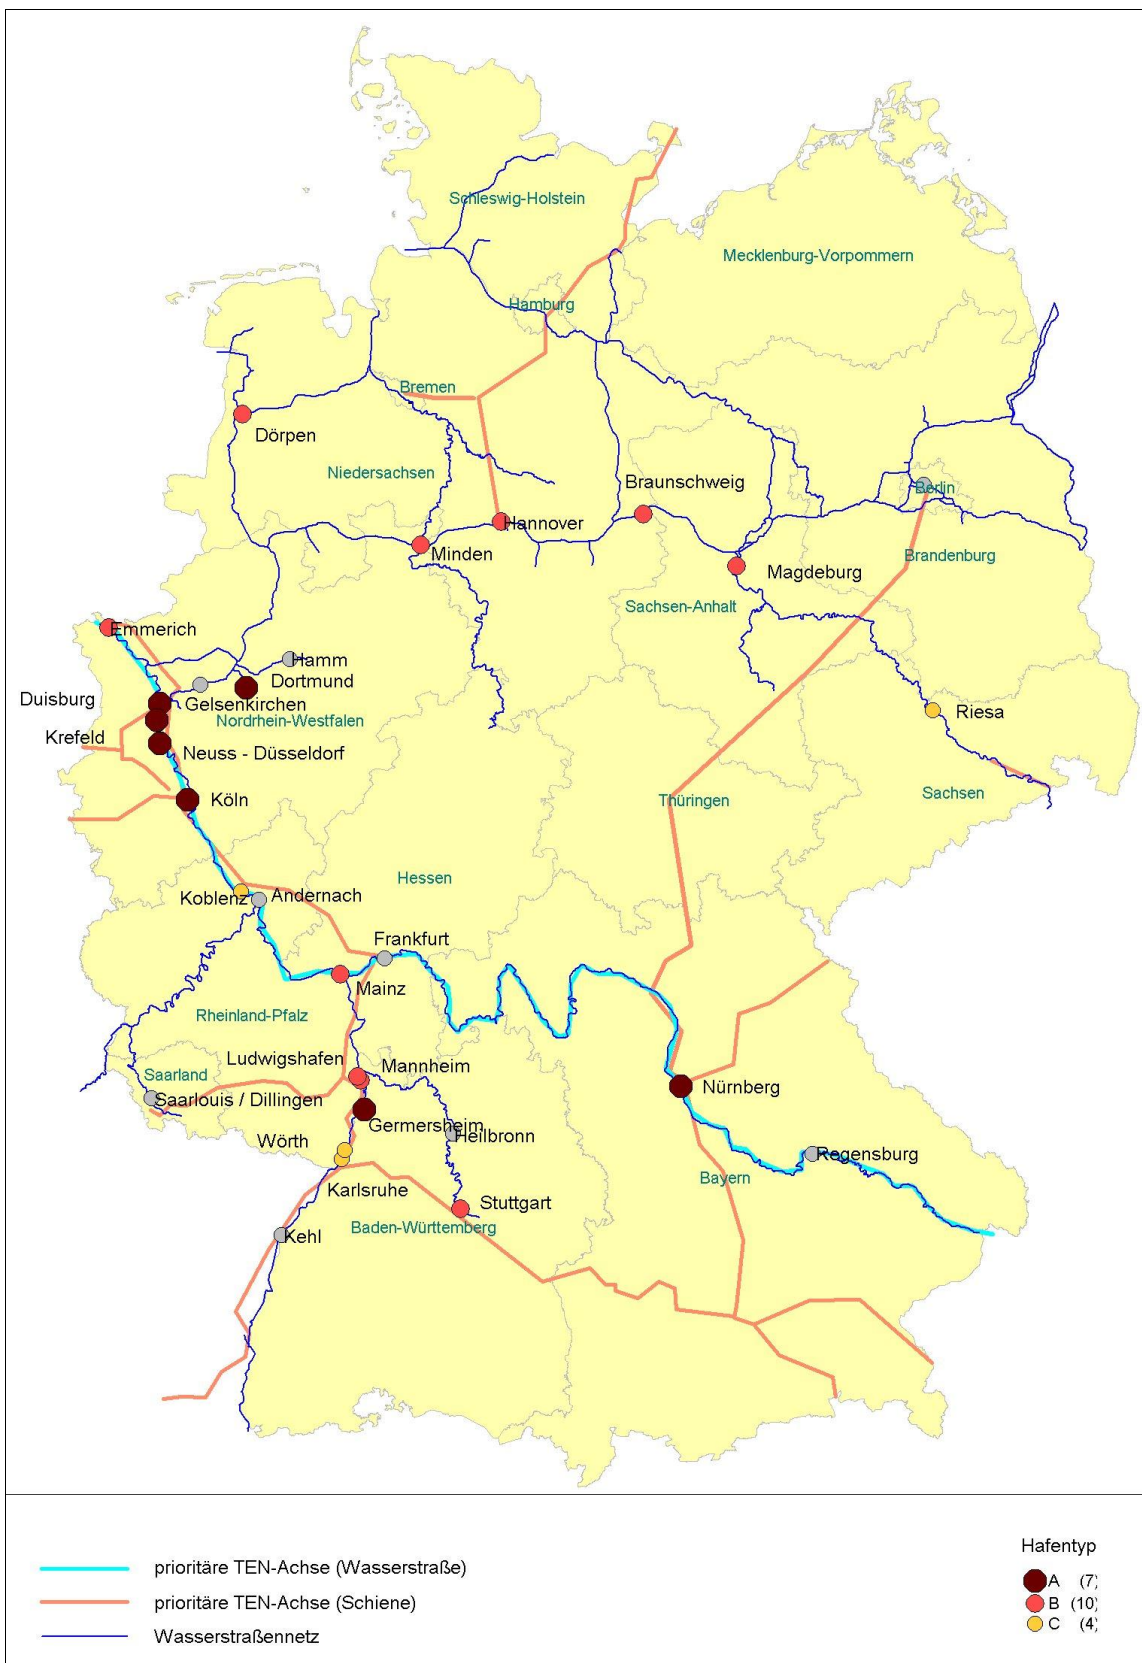 Schleswig-Holstein
Mecklenburg-Vorpommern
Hamburg
Bremen
Dörpen
Niedersachsen
Braunschweig
Berlin
Hannover
Minden
Brandenburg
Magdeburg
Sachsen-Anhalt
Emmerich
Hamm
Dortmund
Duisburg
Gelsenkirchen
Nordrhein-Westfalen
Riesa
Krefeld
Neuss - Düsseldorf
Köln
Thüringen
Sachsen
Hessen
Koblenz
Andernach
Frankfurt
Mainz
Rheinland-Pfalz
Ludwigshafen
Mannheim
Saarland
Nürnberg
Saarlouis / Dillingen
Germersheim
Heilbronn
Wörth
Regensburg
Bayern
Karlsruhe
Stuttgart
Baden-Württemberg
Kehl
Hafentyp
prioritäre TEN-Achse (Wasserstraße)
A (7)
prioritäre TEN-Achse (Schiene)
B (10)
C (4)
Wasserstraßennetz